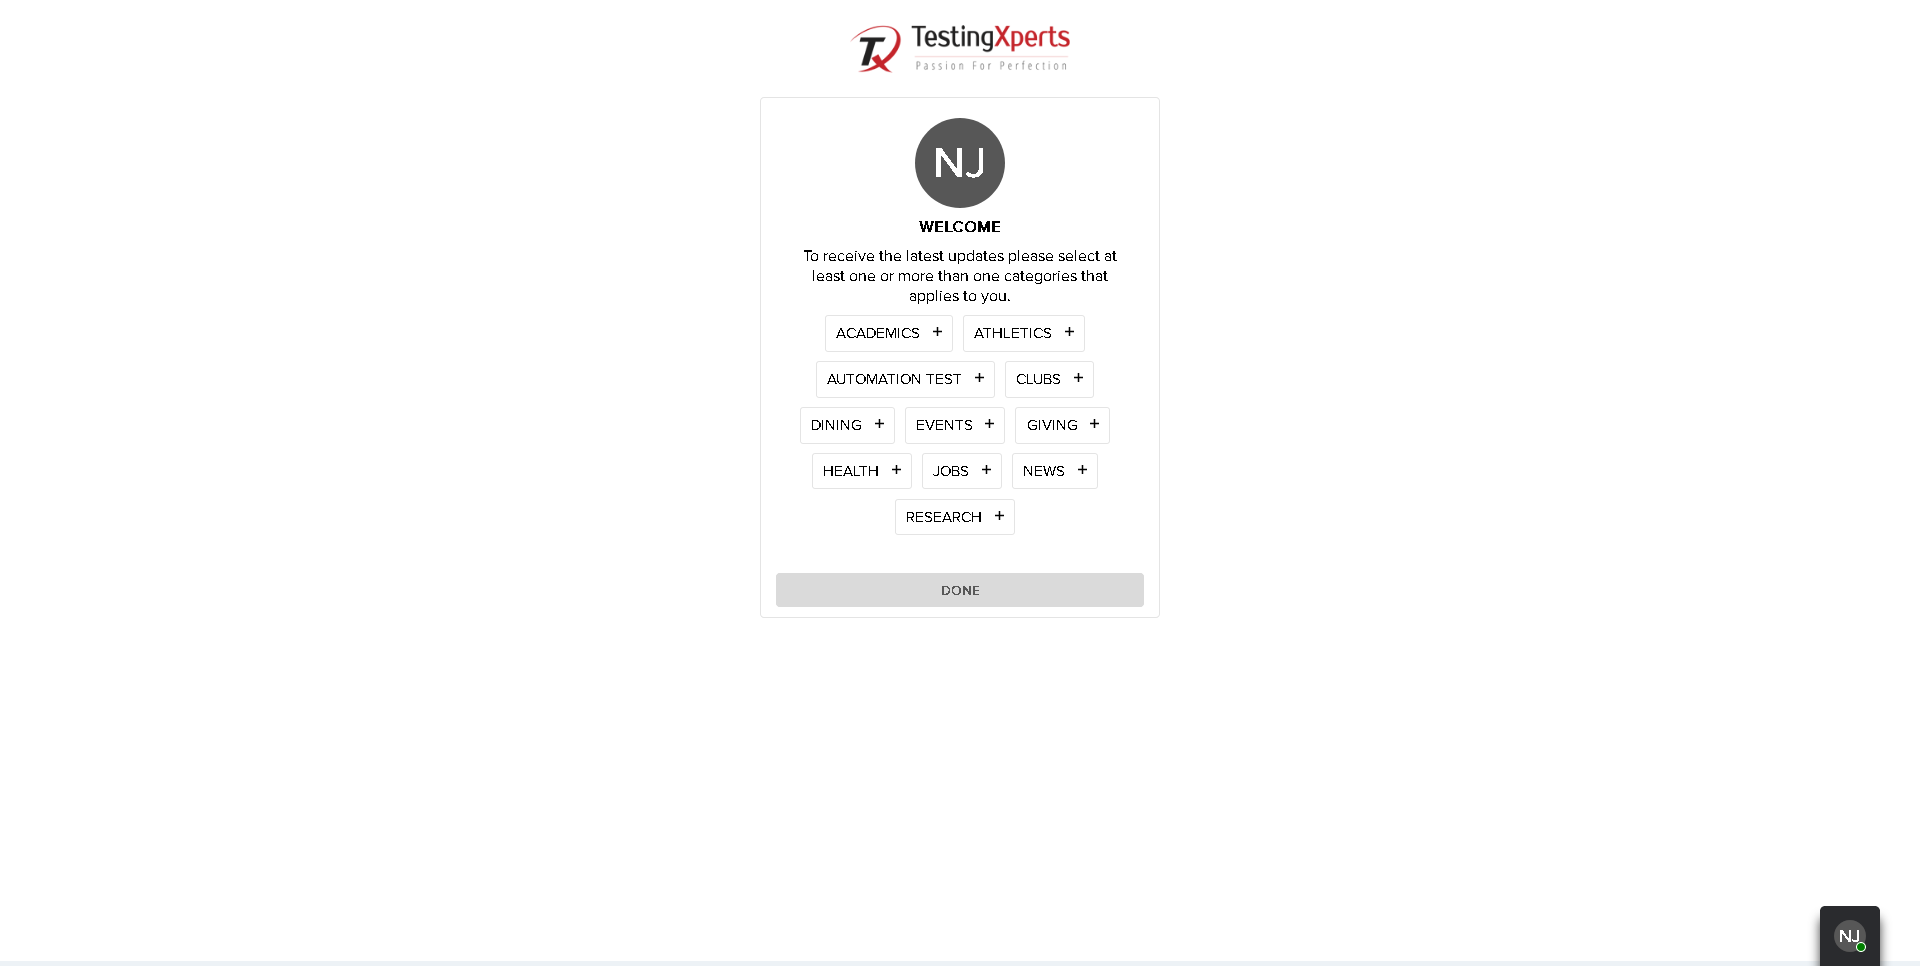 TestingXperts
Passion For Perfection
NJ
WELCOME
To receive the latest updates please select at
least one or more than one categories that
applies to you.
ACADEMICS + ATHLETICS +
AUTOMATION TEST + CLUBS +
DINING + EVENTS + GIVING +
HEALTH + JOBS + NEWS +
RESEARCH +
DONE
NJ